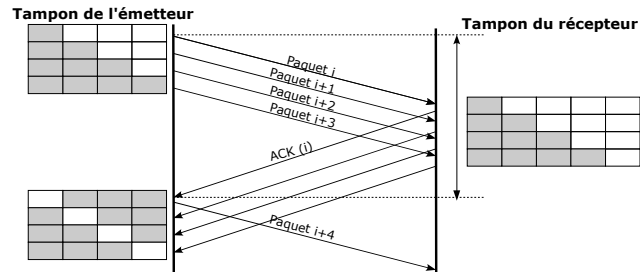 Tampon de l'émetteur
Tampon du récepteur
Paquet i
Paquet i+1
Paquet i+2
Paquet i+3
ACK (i)
Paquet i+4